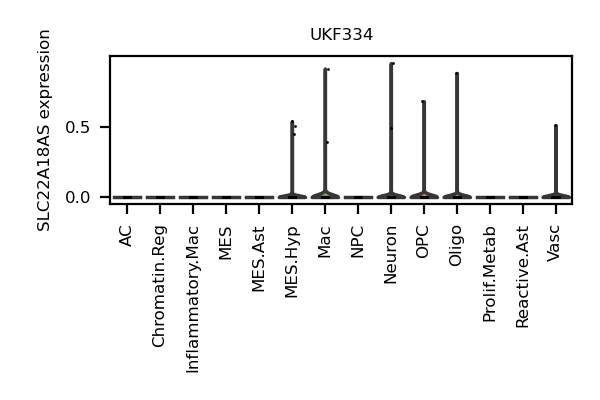 UKF334
SLC22A18AS expression
0.5
0.0
AC
Chromatin.Reg
Inflammatory.Mac
MES
MES.Ast
MES.Hyp
Mac
NPC
Neuron
OPC
Oligo
Prolif.Metab
Reactive.Ast
Vasc